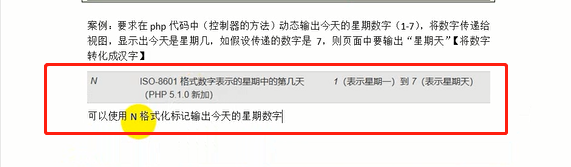 案例：要求在 php 代码中（控制器的方法）动态输出今天的星期数字（1-7），将数字传递给
视图，显示出今天是星期几，如假设传递的数字是 7，则页面中要输出“星期天”【将数字
转化成汉字】
N ISO-8601 格式数字表示的星期中的第几天 1（表示星期一）到 7（表示星期天）
（PHP 5.1.0 新加）
可以使用 N 格式化标记输出今天的星期数字